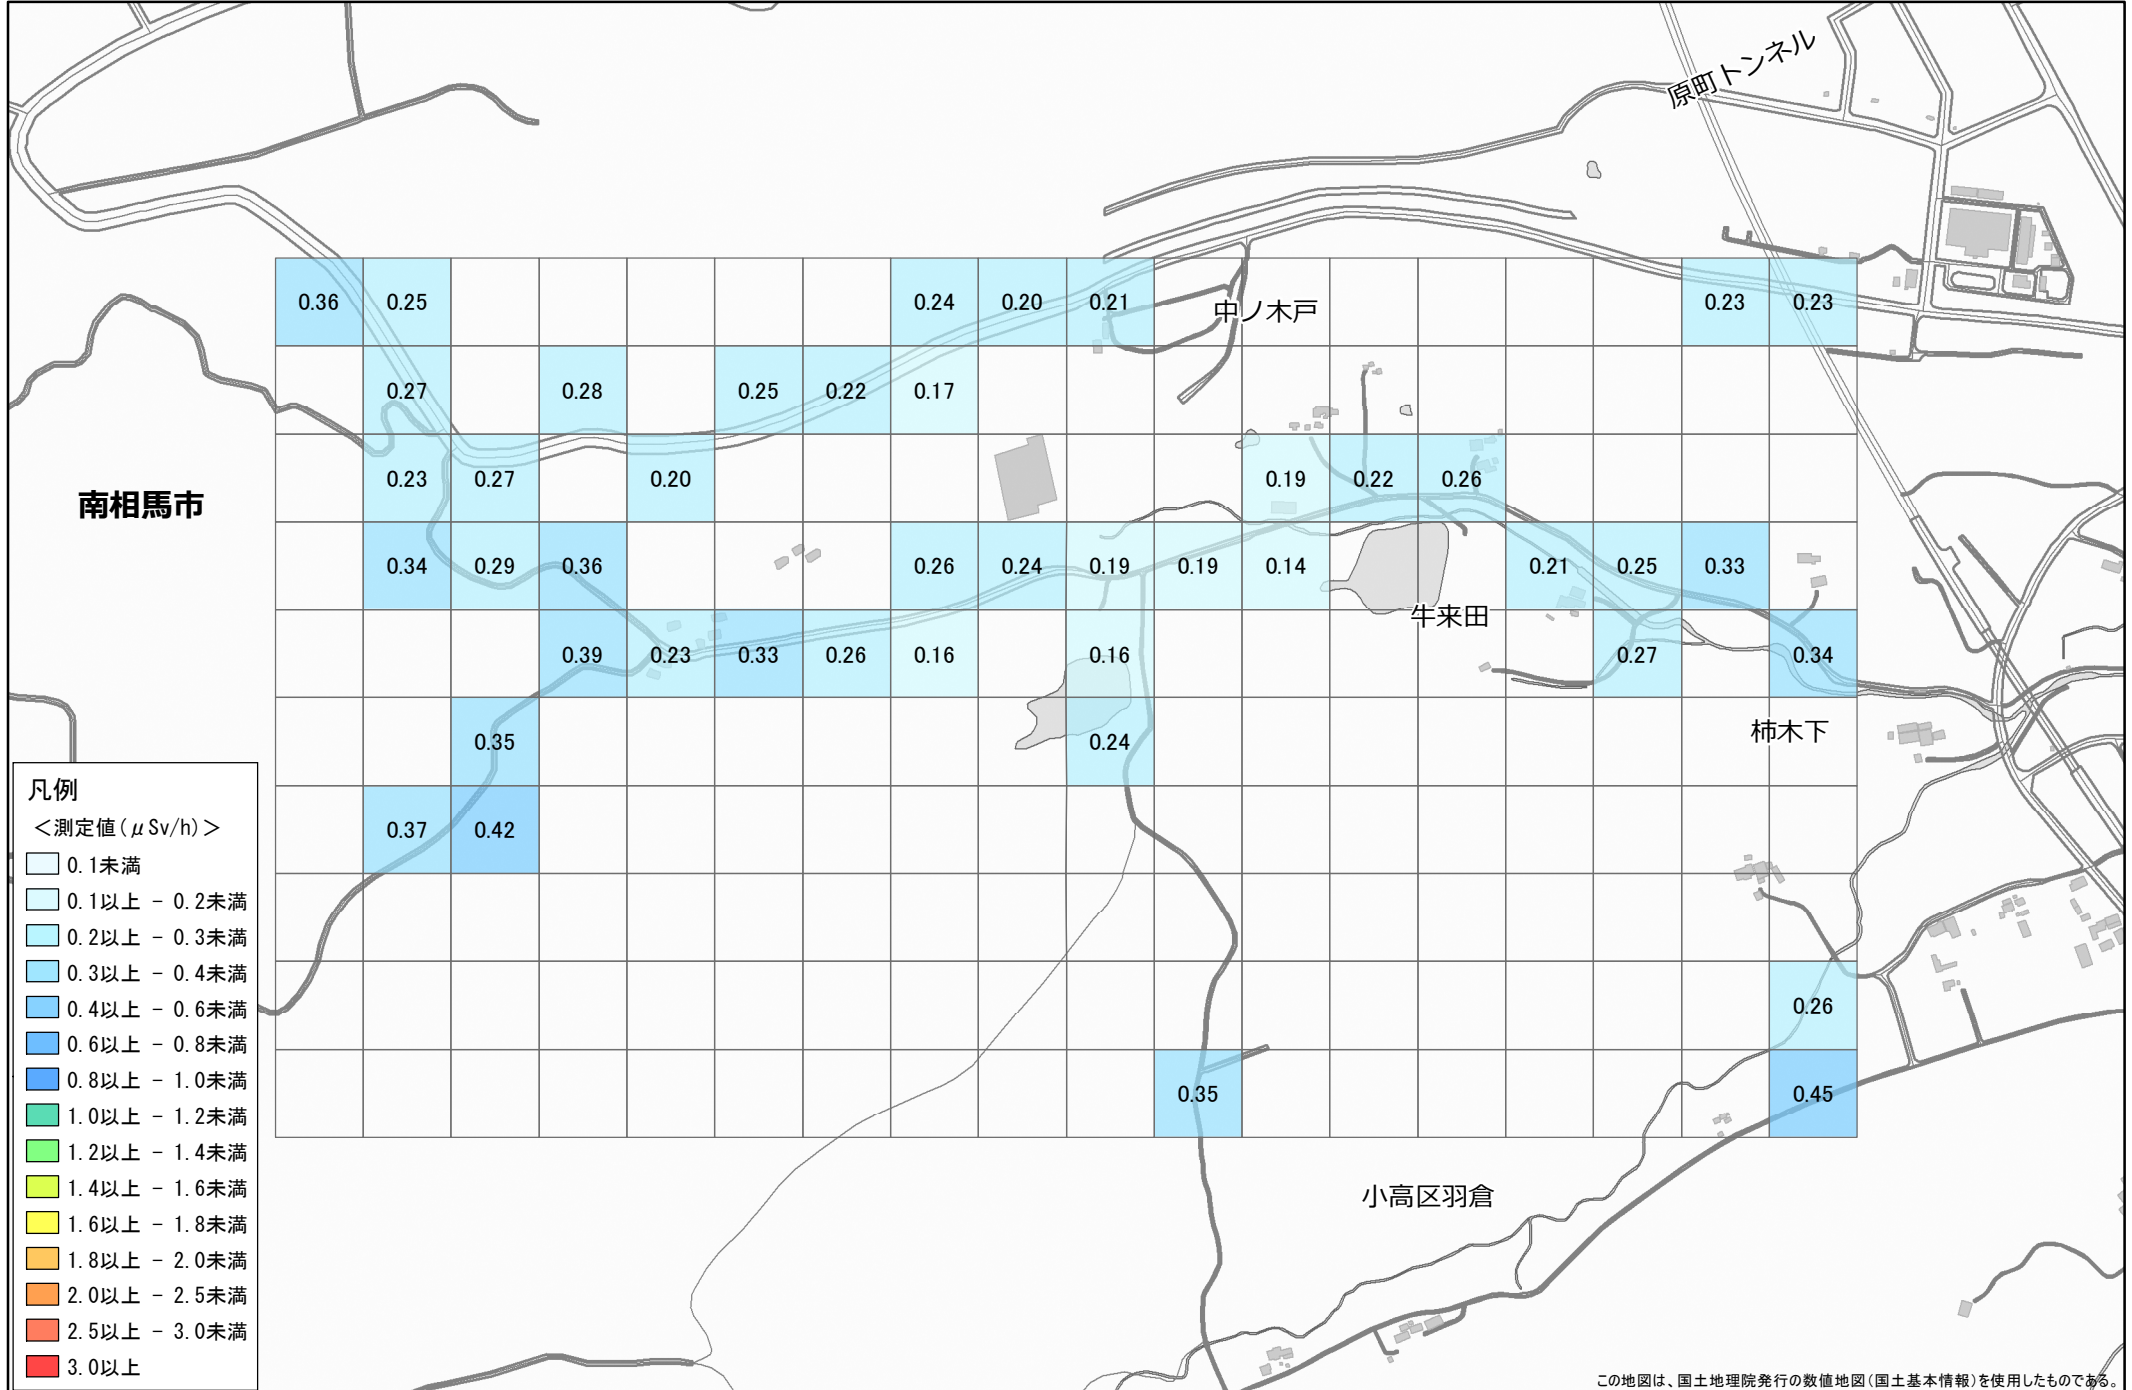 原町トンネル
0.36 0.25 0.24 0.20 0.21 中ノ木戸 0.23 0.23
0.27 0.28 0.25 0.22 0.17
南相馬市
0.23 0.27 0.20 0.19 0.22 0.26
0.34 0.29 0.36 0.26 0.24 0.19 0.19 0.14 0.21 0.25 0.33
牛来田
0.39 0.23 0.33 0.26 0.16 0.16 0.27 0.34
0.35 0.24 柿木下
0.37 0.42
0.26
0.35 0.45
小高区羽倉
凡例
＜測定値(μSv/h)＞
0.1未満
0.1以上 - 0.2未満
0.2以上 - 0.3未満
0.3以上 - 0.4未満
0.4以上 - 0.6未満
0.6以上 - 0.8未満
0.8以上 - 1.0未満
1.0以上 - 1.2未満
1.2以上 - 1.4未満
1.4以上 - 1.6未満
1.6以上 - 1.8未満
1.8以上 - 2.0未満
2.0以上 - 2.5未満
2.5以上 - 3.0未満
3.0以上
この地図は、国土地理院発行の数値地図(国土基本情報)を使用したものである。